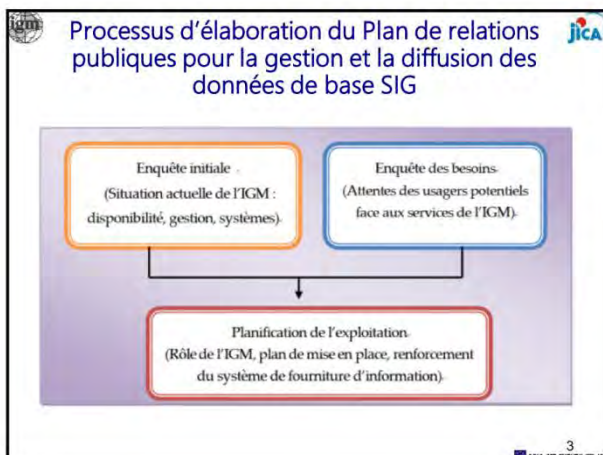 igm
Processus d'élaboration du Plan de relations
publiques pour la gestion et la diffusion des
données de base SIG
jica
Enquête initiale
(Situation actuelle de l'IGM :
disponibilité, gestion, systèmes)
Enquête des besoins
(Attentes des usagers potentiels
face aux services de l'IGM)
Planification de l'exploitation
(Rôle de l'IGM, plan de mise en place, renforcement
du système de fourniture d'information)
3